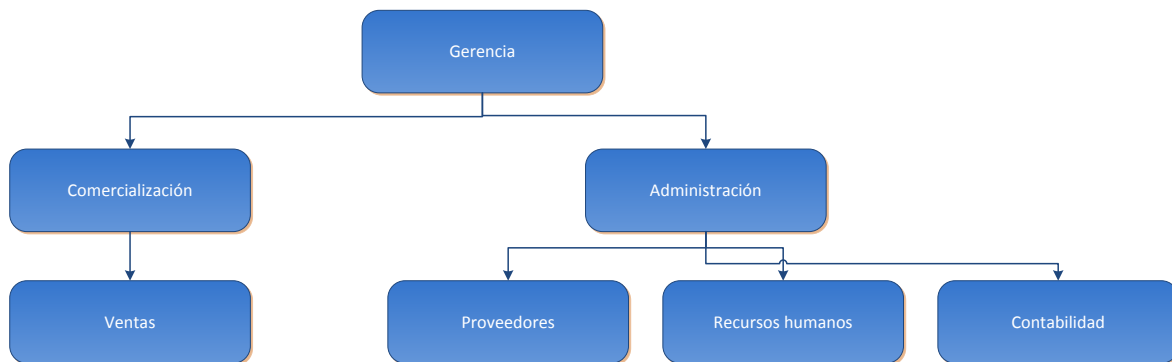 Gerencia
Comercialización
Administración
Ventas
Proveedores
Recursos humanos
Contabilidad